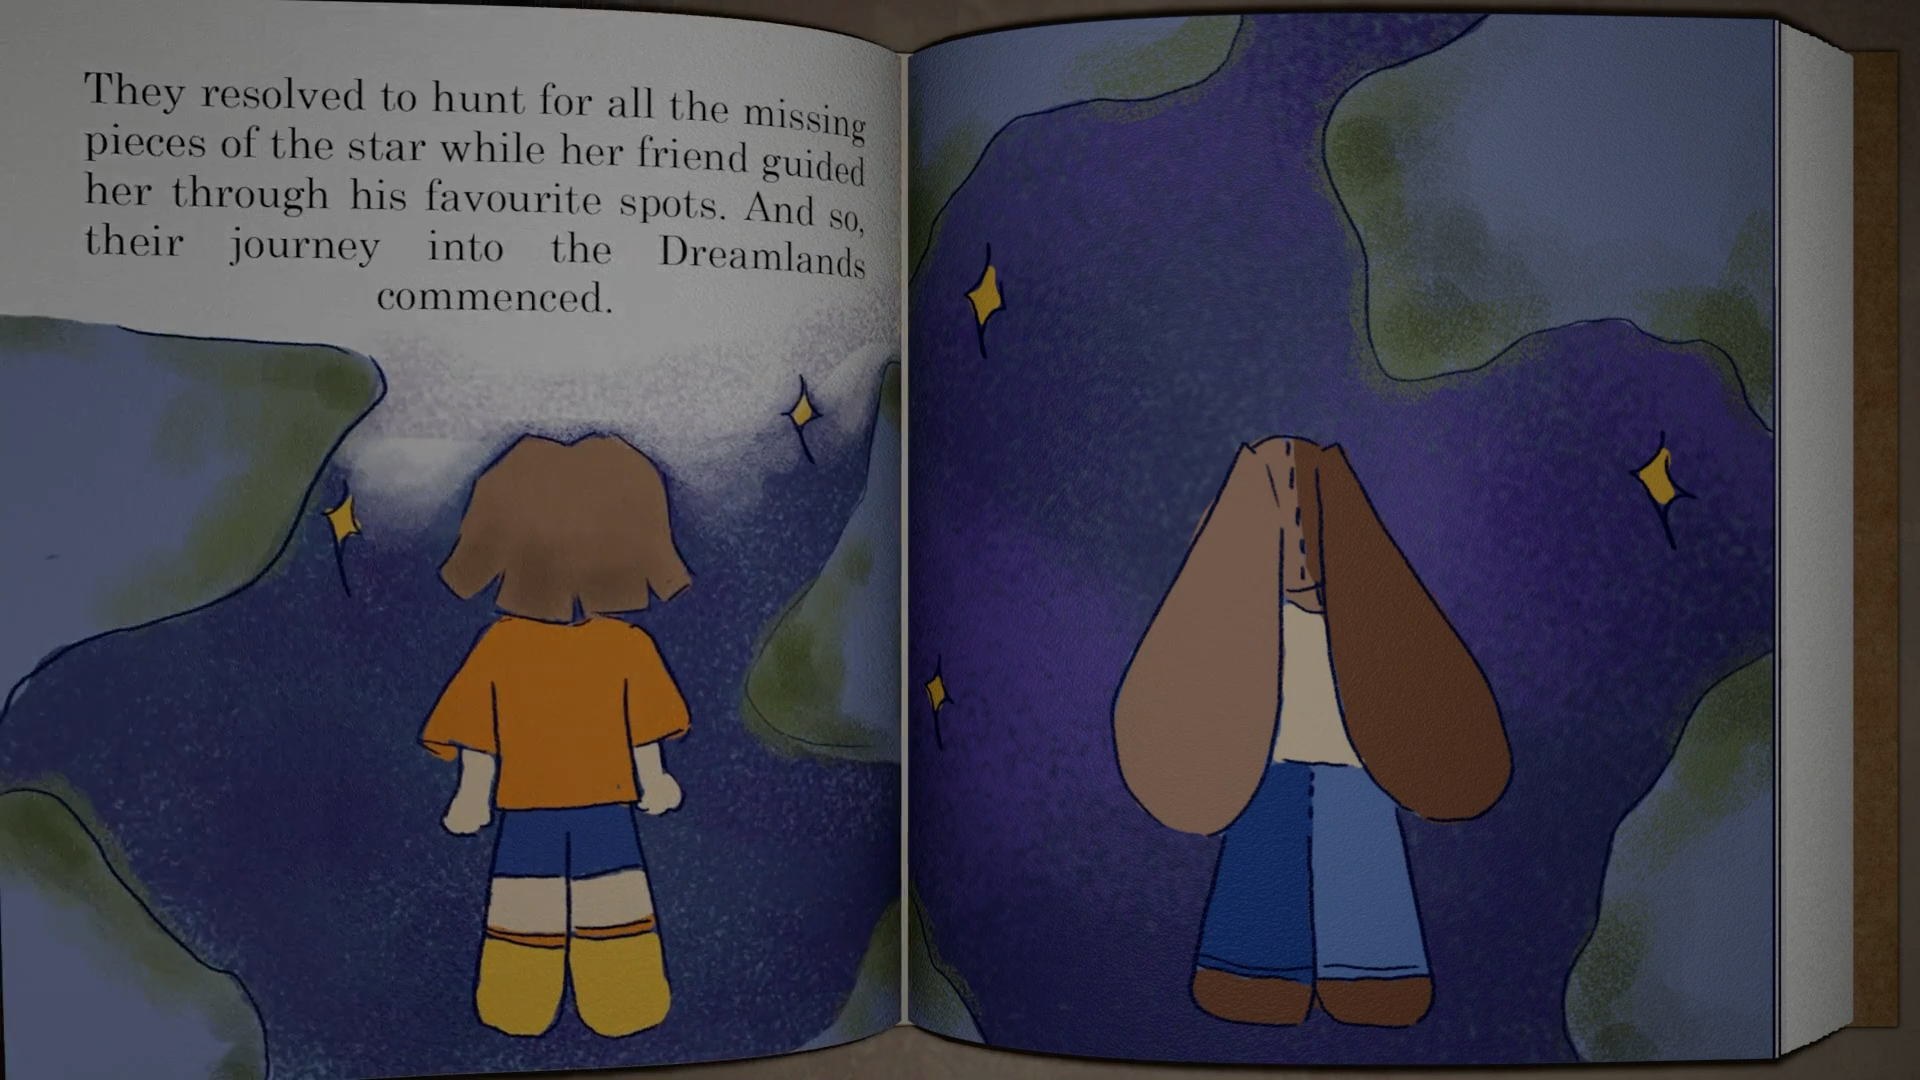 They resolved to hunt for all the missing
pieces of the star while her friend guided
her through his favourite spots. And so,
their journey into the Dreamlands
commenced.